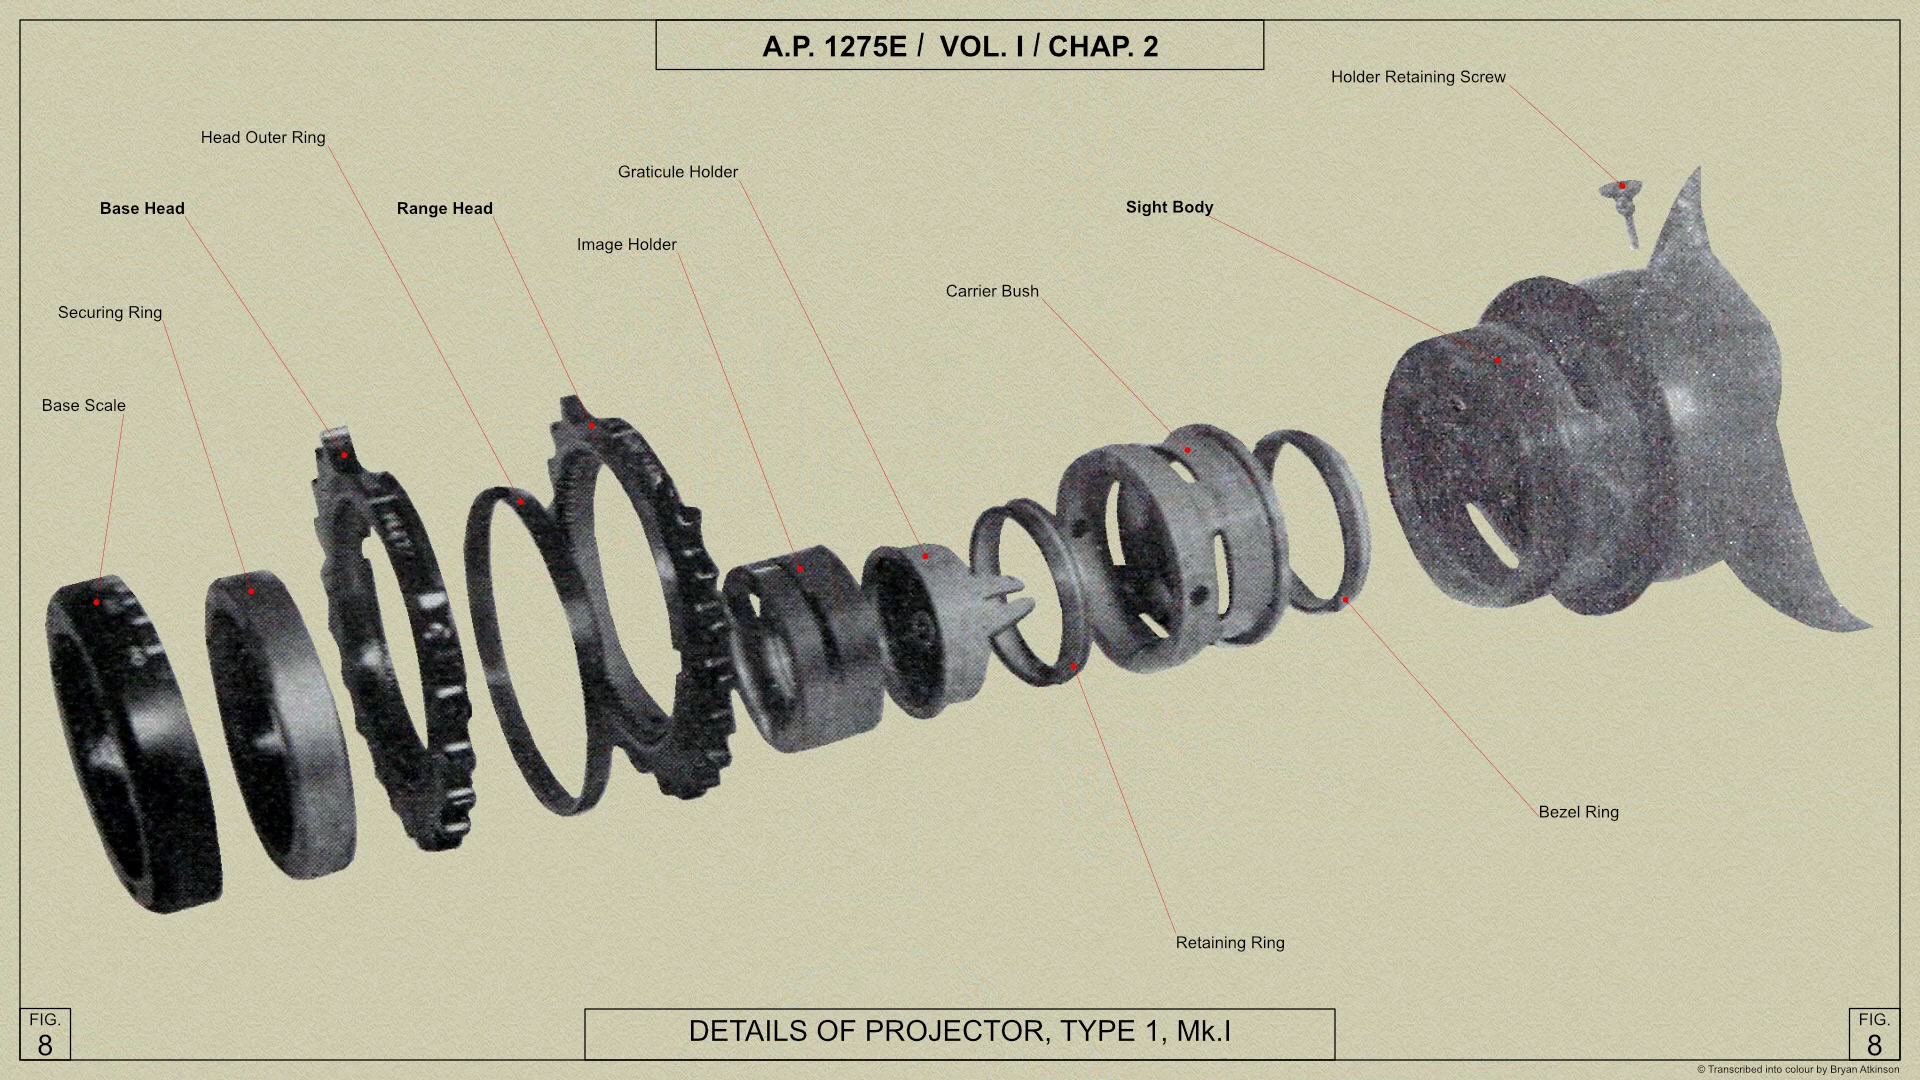 A.P. 1275E / VOL. I / CHAP. 2
Holder Retaining Screw
Head Outer Ring
Graticule Holder
Base Head
Range Head
Sight Body
Image Holder
Carrier Bush
Securing Ring
Base Scale
Bezel Ring
Retaining Ring
FIG.
8
DETAILS OF PROJECTOR, TYPE 1, Mk.I
FIG.
8
© Transcribed into colour by Bryan Atkinson